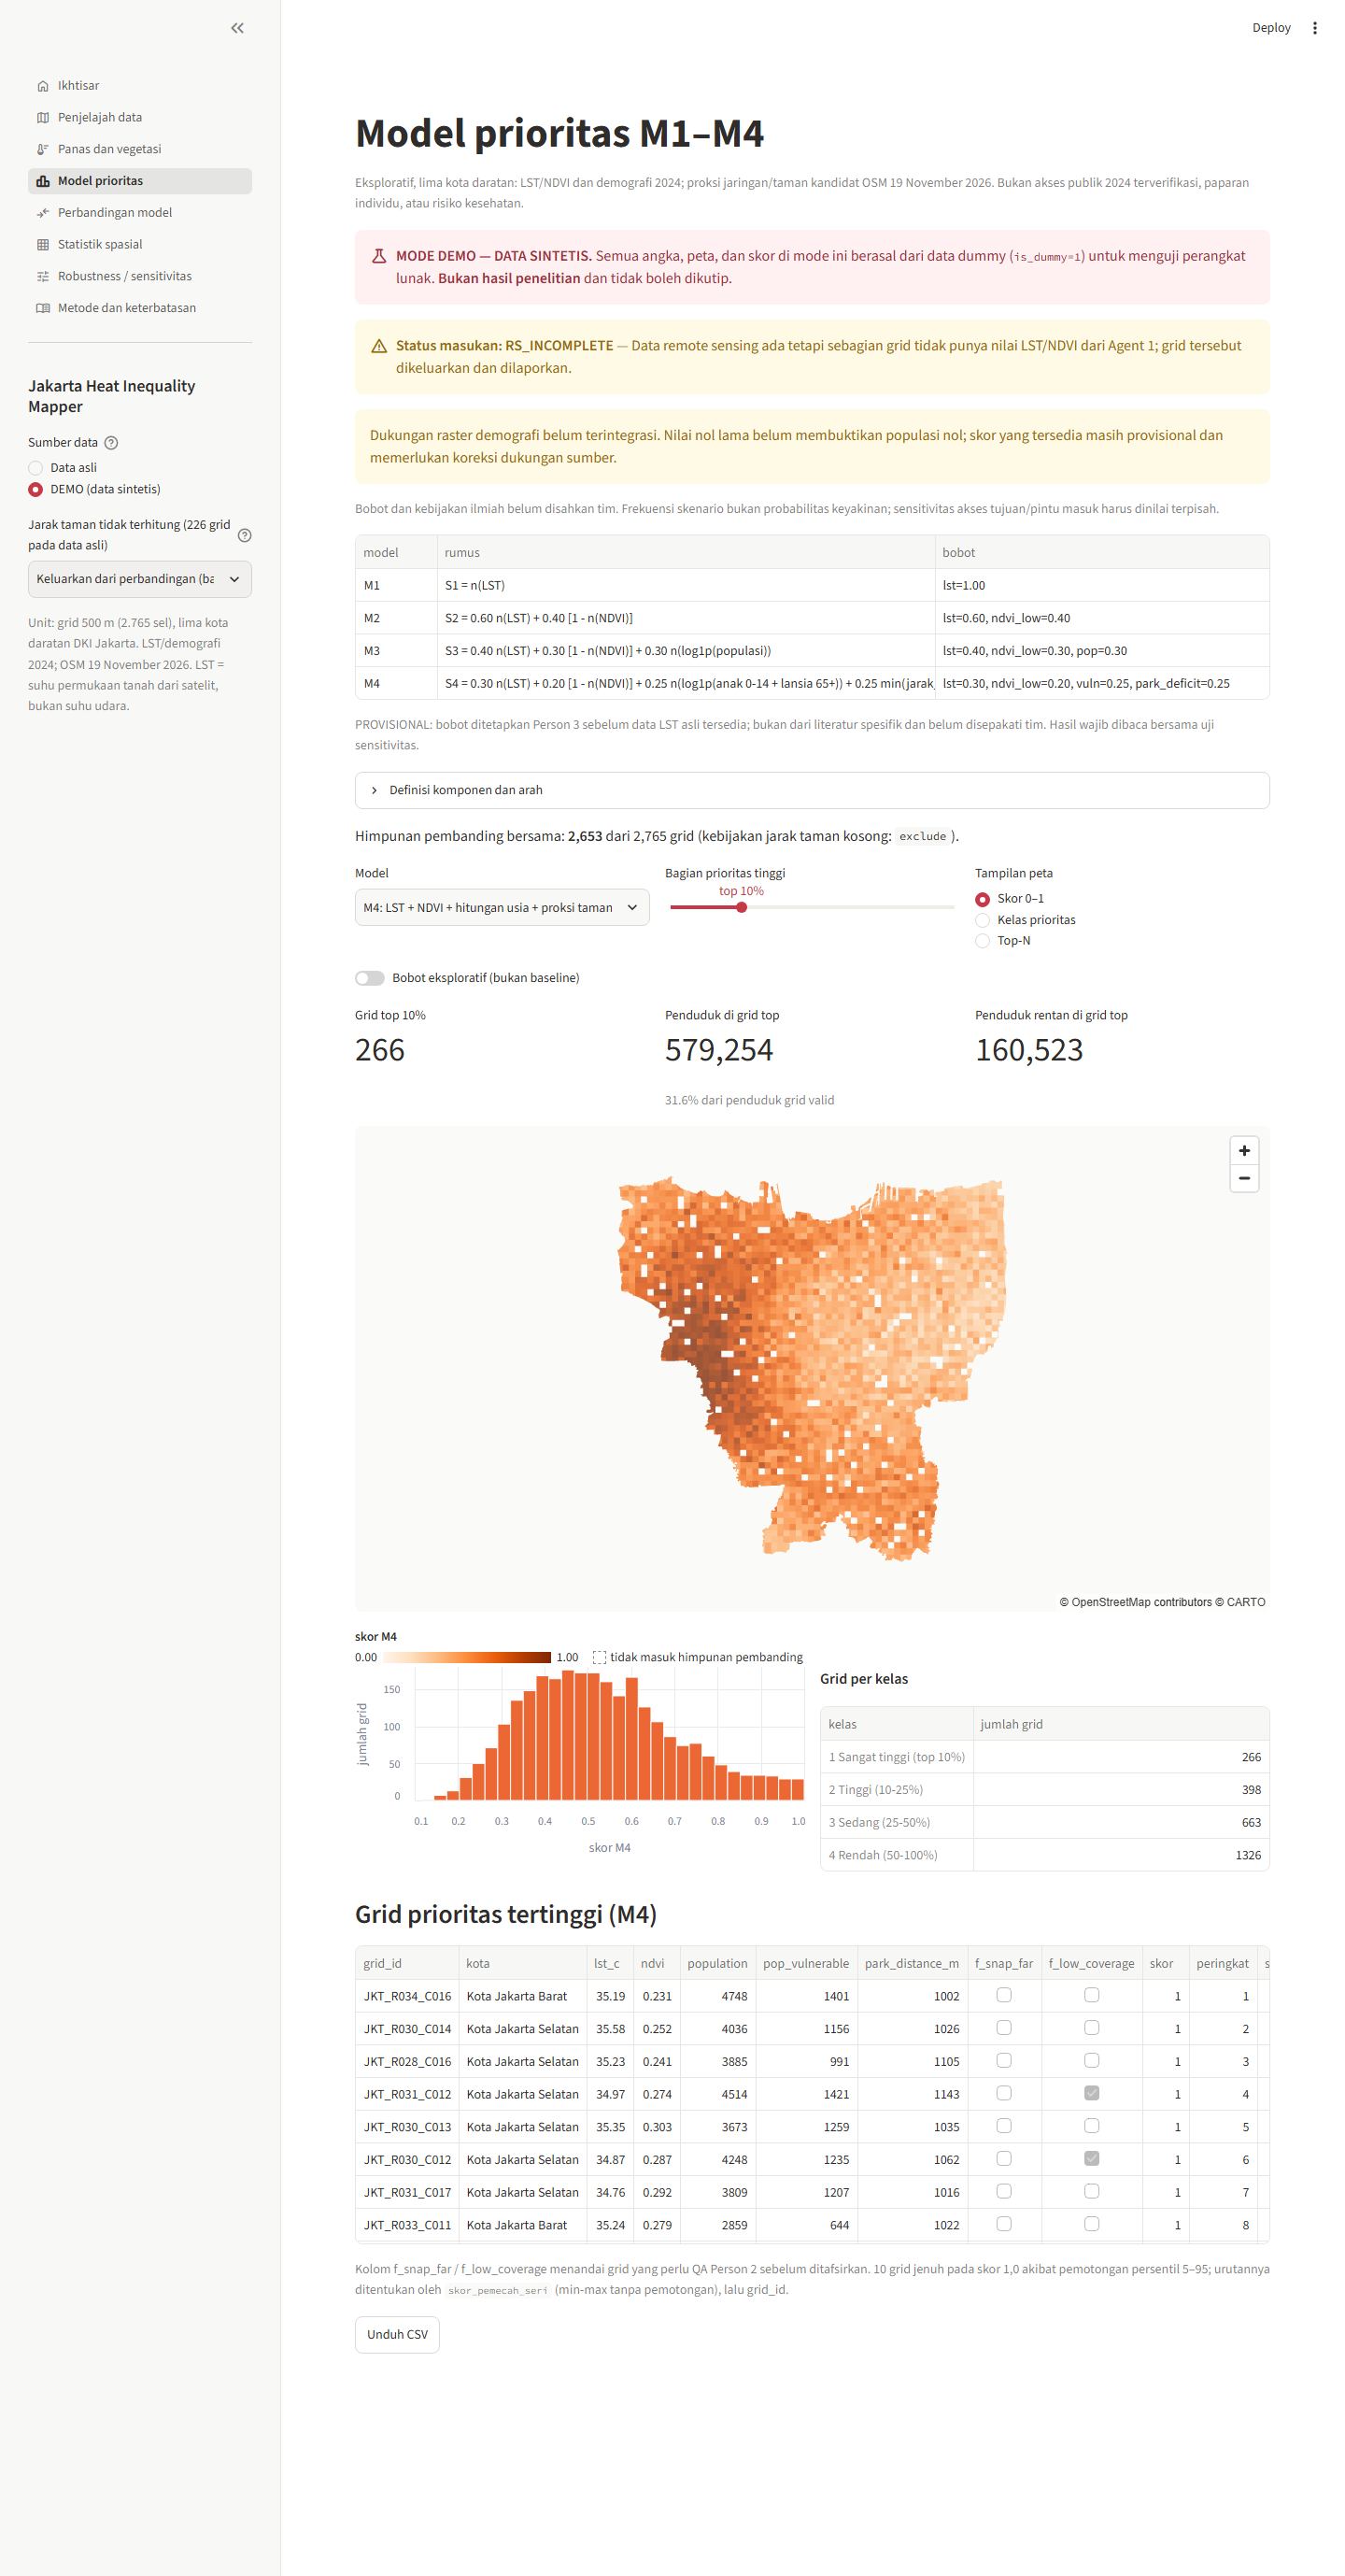 Deploy
Ikhtisar
Penjelajah data
Panas dan vegetasi
Model prioritas
Perbandingan model
Statistik spasial
Robustness / sensitivitas
Metode dan keterbatasan
Jakarta Heat Inequality
Mapper
Sumber data
Data asli
DEMO (data sintetis)
Jarak taman tidak terhitung (226 grid
pada data asli)
Keluarkan dari perbandingan (ba
Unit: grid 500 m (2.765 sel), lima kota
daratan DKI Jakarta. LST/demografi
2024; OSM 19 November 2026. LST =
suhu permukaan tanah dari satelit,
bukan suhu udara.
Model prioritas M1–M4
Eksploratif, lima kota daratan: LST/NDVI dan demografi 2024; proksi jaringan/taman kandidat OSM 19 November 2026. Bukan akses publik 2024 terverifikasi, paparan
individu, atau risiko kesehatan.
MODE DEMO — DATA SINTETIS. Semua angka, peta, dan skor di mode ini berasal dari data dummy (is_dummy=1) untuk menguji perangkat
lunak. Bukan hasil penelitian dan tidak boleh dikutip.
Status masukan: RS_INCOMPLETE — Data remote sensing ada tetapi sebagian grid tidak punya nilai LST/NDVI dari Agent 1; grid tersebut
dikeluarkan dan dilaporkan.
Dukungan raster demografi belum terintegrasi. Nilai nol lama belum membuktikan populasi nol; skor yang tersedia masih provisional dan
memerlukan koreksi dukungan sumber.
Bobot dan kebijakan ilmiah belum disahkan tim. Frekuensi skenario bukan probabilitas keyakinan; sensitivitas akses tujuan/pintu masuk harus dinilai terpisah.
model rumus bobot
M1 S1 = n(LST) lst=1.00
M2 S2 = 0.60 n(LST) + 0.40 [1 - n(NDVI)] lst=0.60, ndvi_low=0.40
M3 S3 = 0.40 n(LST) + 0.30 [1 - n(NDVI)] + 0.30 n(log1p(populasi)) lst=0.40, ndvi_low=0.30, pop=0.30
M4 S4 = 0.30 n(LST) + 0.20 [1 - n(NDVI)] + 0.25 n(log1p(anak 0-14 + lansia 65+)) + 0.25 min(jarak_ lst=0.30, ndvi_low=0.20, vuln=0.25, park_deficit=0.25
PROVISIONAL: bobot ditetapkan Person 3 sebelum data LST asli tersedia; bukan dari literatur spesifik dan belum disepakati tim. Hasil wajib dibaca bersama uji
sensitivitas.
Definisi komponen dan arah
Himpunan pembanding bersama: 2,653 dari 2,765 grid (kebijakan jarak taman kosong: exclude ).
Model
M4: LST + NDVI + hitungan usia + proksi taman
Bagian prioritas tinggi
top 10%
Tampilan peta
Skor 0–1
Kelas prioritas
Top-N
Bobot eksploratif (bukan baseline)
Grid top 10% Penduduk di grid top Penduduk rentan di grid top
266 579,254 160,523
31.6% dari penduduk grid valid
+
−
© OpenStreetMap contributors © CARTO
skor M4
0.00 1.00 tidak masuk himpunan pembanding
jumlah grid
150
100
50
0
0.1 0.2 0.3 0.4 0.5 0.6 0.7 0.8 0.9 1.0
skor M4
Grid per kelas
kelas jumlah grid
1 Sangat tinggi (top 10%) 266
2 Tinggi (10-25%) 398
3 Sedang (25-50%) 663
4 Rendah (50-100%) 1326
Grid prioritas tertinggi (M4)
grid_id kota lst_c ndvi population pop_vulnerable park_distance_m f_snap_far f_low_coverage skor peringkat s
JKT_R034_C016 Kota Jakarta Barat 35.19 0.231 4748 1401 1002 1 1
JKT_R030_C014 Kota Jakarta Selatan 35.58 0.252 4036 1156 1026 1 2
JKT_R028_C016 Kota Jakarta Selatan 35.23 0.241 3885 991 1105 1 3
JKT_R031_C012 Kota Jakarta Selatan 34.97 0.274 4514 1421 1143 1 4
JKT_R030_C013 Kota Jakarta Selatan 35.35 0.303 3673 1259 1035 1 5
JKT_R030_C012 Kota Jakarta Selatan 34.87 0.287 4248 1235 1062 1 6
JKT_R031_C017 Kota Jakarta Selatan 34.76 0.292 3809 1207 1016 1 7
JKT_R033_C011 Kota Jakarta Barat 35.24 0.279 2859 644 1022 1 8
Kolom f_snap_far / f_low_coverage menandai grid yang perlu QA Person 2 sebelum ditafsirkan. 10 grid jenuh pada skor 1,0 akibat pemotongan persentil 5–95; urutannya
ditentukan oleh skor_pemecah_seri (min-max tanpa pemotongan), lalu grid_id.
Unduh CSV